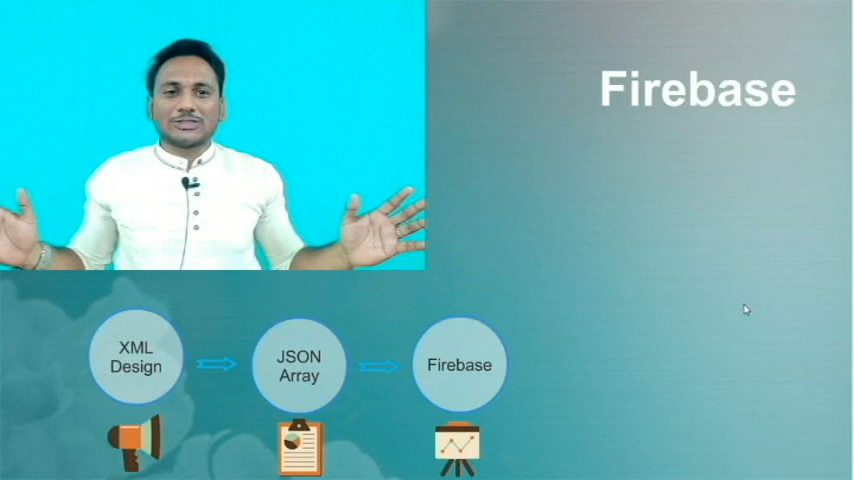 Firebase
XML
Design
JSON
Array
Firebase